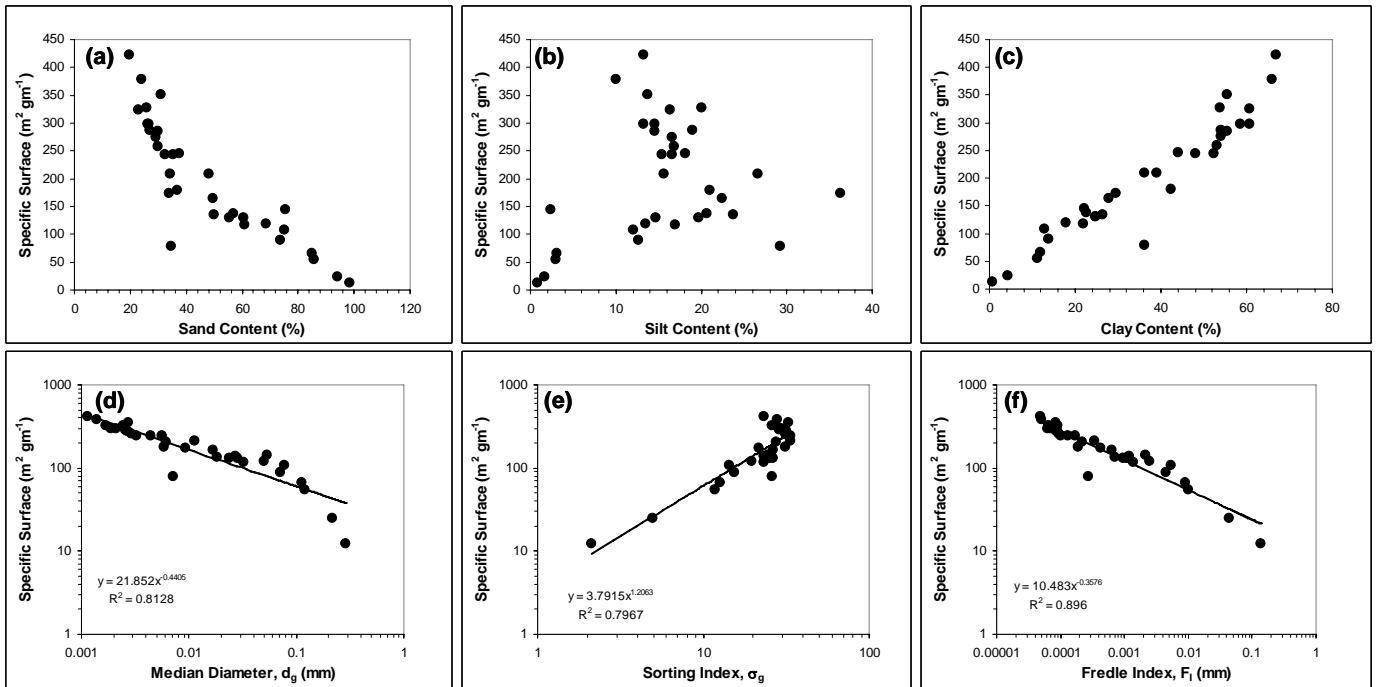 (a)
Specific Surface (m² gm⁻¹)
450
400
350
300
250
200
150
100
50
0
0 20 40 60 80 100 120
Sand Content (%)
(b)
Specific Surface (m² gm⁻¹)
450
400
350
300
250
200
150
100
50
0
0 10 20 30 40
Silt Content (%)
(c)
Specific Surface (m² gm⁻¹)
450
400
350
300
250
200
150
100
50
0
0 20 40 60 80
Clay Content (%)
(d)
Specific Surface (m² gm⁻¹)
1000
100
10
1
y = 21.852x^-0.4405
R² = 0.8128
0.001 0.01 0.1 1
Median Diameter, d_g (mm)
(e)
Specific Surface (m² gm⁻¹)
1000
100
10
1
y = 3.7915x^1.2063
R² = 0.7967
1 10 100
Sorting Index, σ_g
(f)
Specific Surface (m² gm⁻¹)
1000
100
10
1
y = 10.483x^-0.3576
R² = 0.896
0.00001 0.0001 0.001 0.01 0.1 1
Fredle Index, F_I (mm)